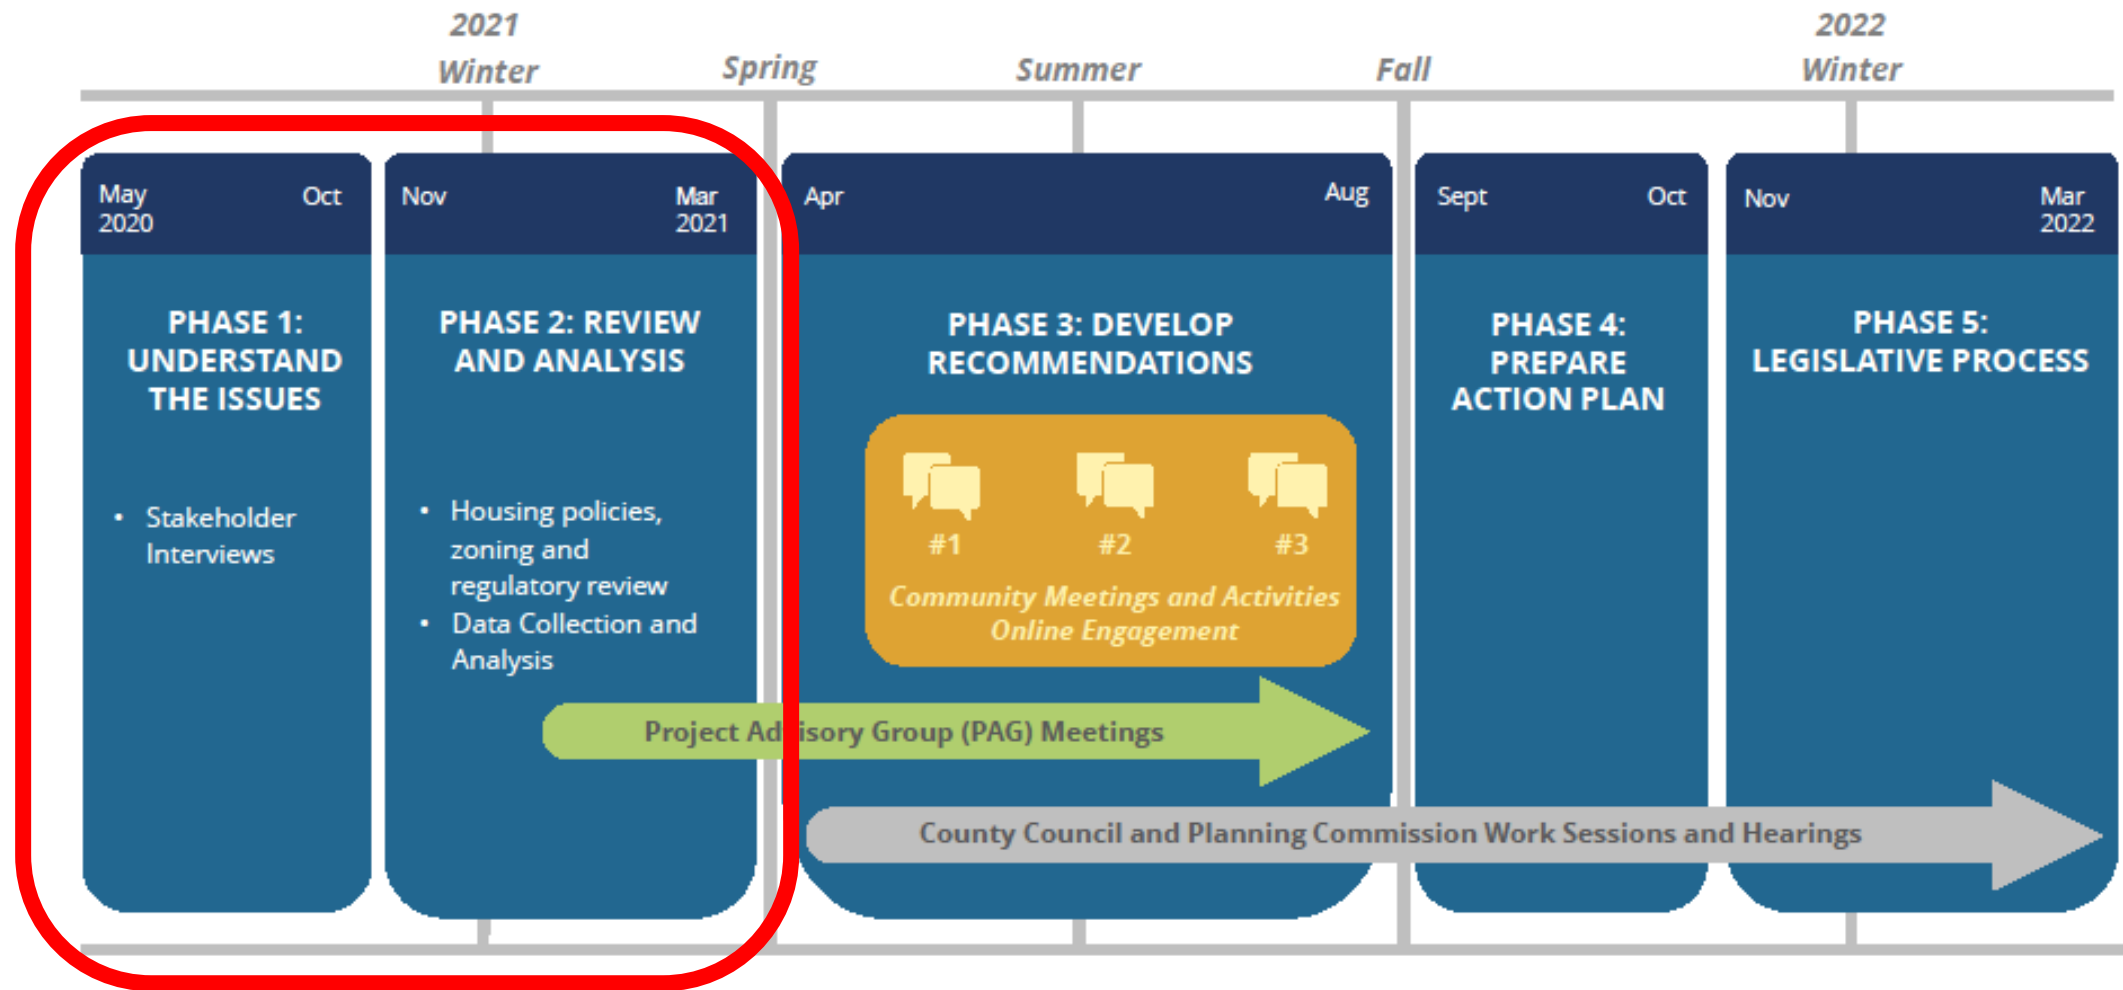 2021
Winter
Spring
Summer
Fall
2022
Winter
May
2020
Oct
PHASE 1:
UNDERSTAND
THE ISSUES
• Stakeholder
Interviews
Nov
Mar
2021
PHASE 2: REVIEW
AND ANALYSIS
• Housing policies,
zoning and
regulatory review
• Data Collection and
Analysis
Apr
Aug
PHASE 3: DEVELOP
RECOMMENDATIONS
#1
#2
#3
Community Meetings and Activities
Online Engagement
Sept
Oct
PHASE 4:
PREPARE
ACTION PLAN
Nov
Mar
2022
PHASE 5:
LEGISLATIVE PROCESS
Project Advisory Group (PAG) Meetings
County Council and Planning Commission Work Sessions and Hearings